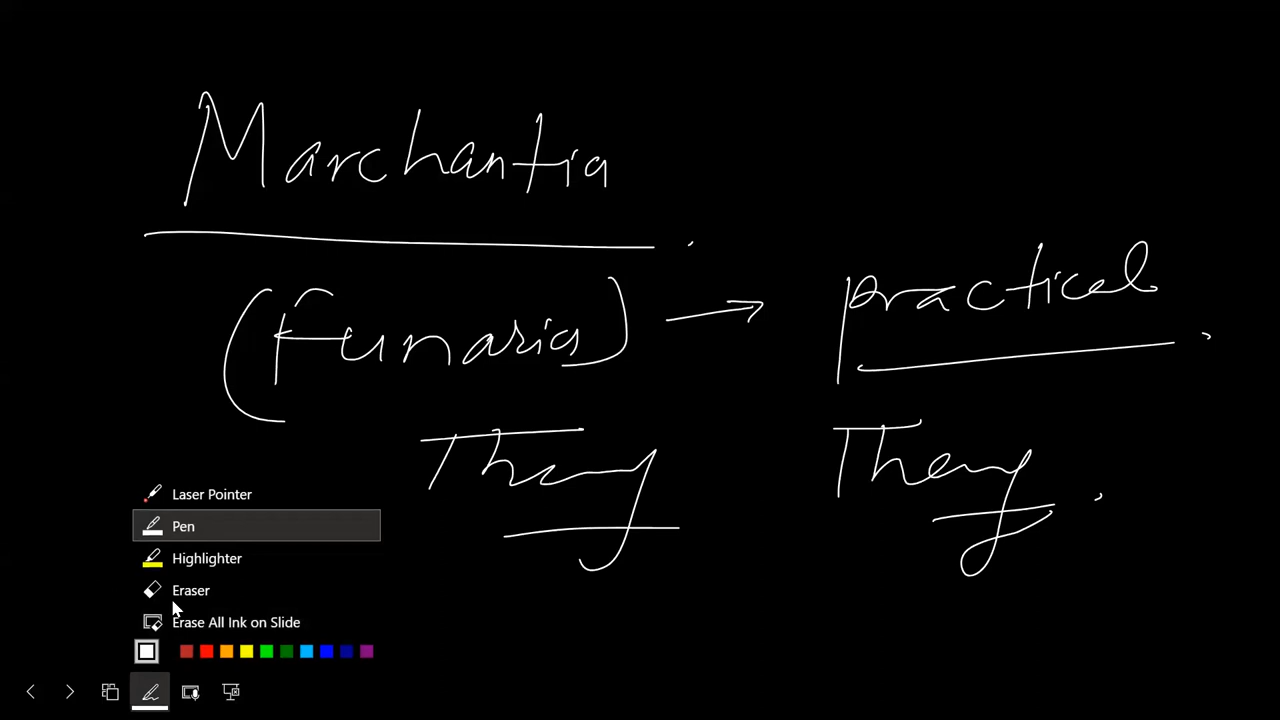 Marchantia
(Funaria) → practical
Theory Theory
Laser Pointer
Pen
Highlighter
Eraser
Erase All Ink on Slide